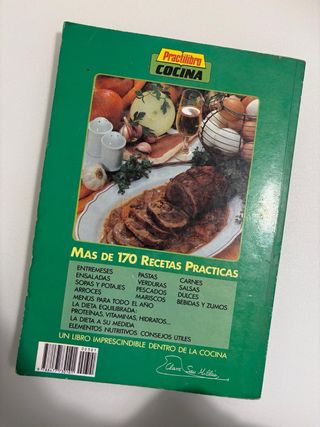 Practilibro
COCINA
MAS DE 170 RECETAS PRACTICAS
ENTREMESES PASTAS CARNES
ENSALADAS VERDURAS SALSAS
SOPAS Y POTAJES PESCADOS DULCES
ARROCES MARISCOS BEBIDAS Y ZUMOS
MENUS PARA TODO EL AÑO
LA DIETA EQUILIBRADA:
PROTEINAS, VITAMINAS, HIDRATOS...
LA DIETA A SU MEDIDA
ELEMENTOS NUTRITIVOS CONSEJOS UTILES
UN LIBRO IMPRESCINDIBLE DENTRO DE LA COCINA